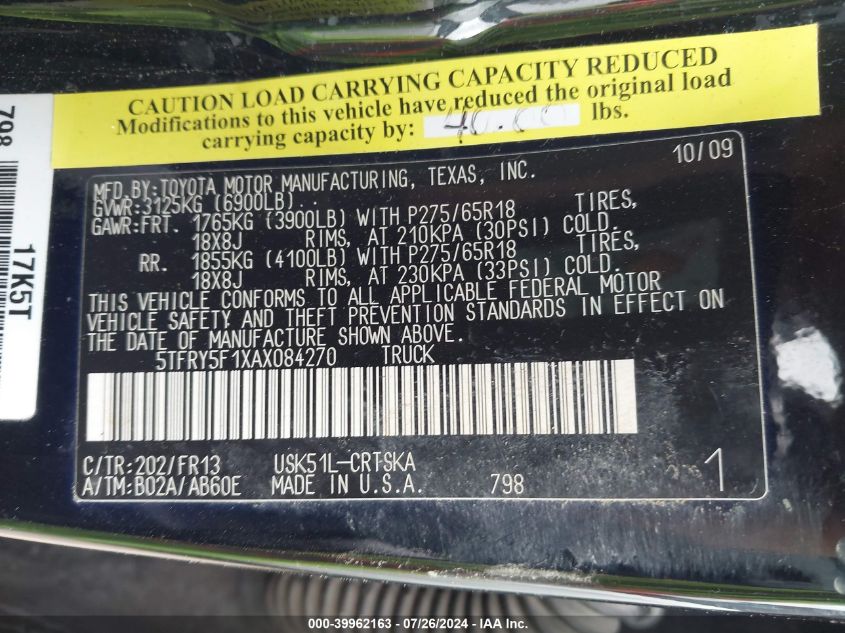 CAUTION LOAD CARRYING CAPACITY REDUCED
Modifications to this vehicle have reduced the original load
carrying capacity by: lbs.
798
17K5T
10/09
MFD.BY:TOYOTA MOTOR MANUFACTURING, TEXAS, INC.
GVWR:3125KG (6900LB)
GAWR:FRT. 1765KG (3900LB) WITH P275/65R18 TIRES,
18X8J RIMS, AT 210KPA (30PSI) COLD.
RR. 1855KG (4100LB) WITH P275/65R18 TIRES,
18X8J RIMS, AT 230KPA (33PSI) COLD.
THIS VEHICLE CONFORMS TO ALL APPLICABLE FEDERAL MOTOR
VEHICLE SAFETY AND THEFT PREVENTION STANDARDS IN EFFECT ON
THE DATE OF MANUFACTURE SHOWN ABOVE.
5TFRY5F1XAX084270 TRUCK
C/TR:202/FR13 USK51L-CRTSKA
A/TM:B02A/AB60E MADE IN U.S.A. 798 1
000-39962163 - 07/26/2024 - IAA Inc.